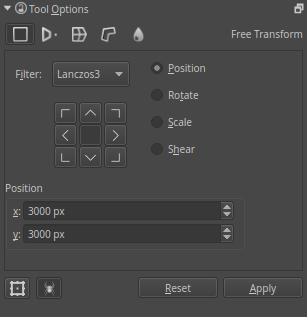 Tool Options
Free Transform
Filter: Lanczos3
Position
Rotate
Scale
Shear
Position
x: 3000 px
y: 3000 px
Reset Apply